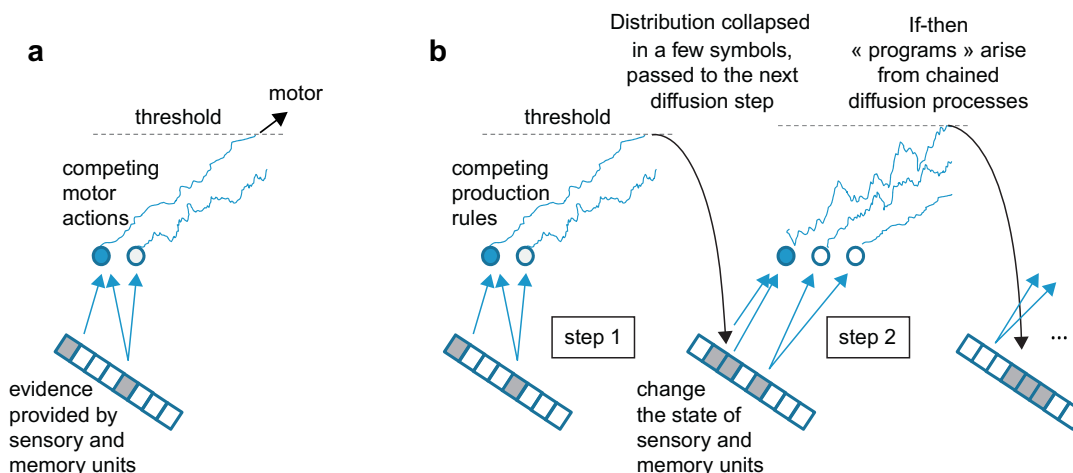 a
motor
threshold
competing
motor
actions
evidence
provided by
sensory and
memory units
b
Distribution collapsed
in a few symbols,
passed to the next
diffusion step
If-then
« programs » arise
from chained
diffusion processes
threshold
competing
production
rules
step 1
change
the state of
sensory and
memory units
step 2
...